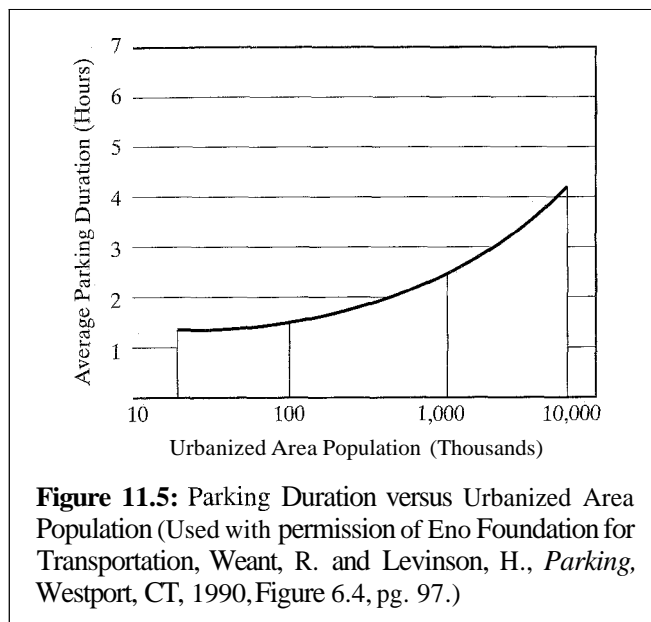 Average Parking Duration (Hours)
7
6
5
4
3
2
1
10 100 1,000 10,000
Urbanized Area Population (Thousands)
Figure 11.5: Parking Duration versus Urbanized Area
Population (Used with permission of Eno Foundation for
Transportation, Weant, R. and Levinson, H., Parking,
Westport, CT, 1990, Figure 6.4, pg. 97.)